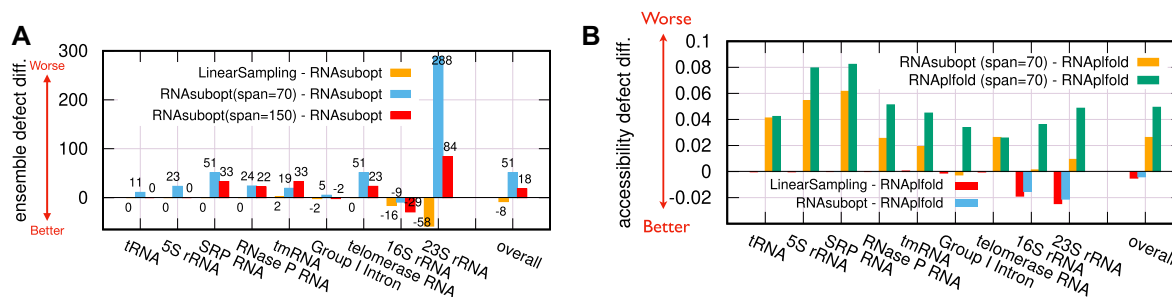 A
ensemble defect diff.
Worse
Better
300
200
100
0
LinearSampling - RNAsubopt
RNAsubopt(span=70) - RNAsubopt
RNAsubopt(span=150) - RNAsubopt
0 11 0
0 23 0
0 51 33
0 24 22
2 19 33
-2 5 -2
0 51 23
-16 -9 -29
-58 288 84
-8 51 18
tRNA
5S rRNA
SRP RNA
RNase P RNA
tmRNA
Group I Intron
telomerase RNA
16S rRNA
23S rRNA
overall
B
accessibility defect diff.
Worse
Better
0.1
0.08
0.06
0.04
0.02
0
-0.02
RNAsubopt (span=70) - RNAplfold
RNAplfold (span=70) - RNAplfold
LinearSampling - RNAplfold
RNAsubopt - RNAplfold
tRNA
5S rRNA
SRP RNA
RNase P RNA
tmRNA
Group I Intron
telomerase RNA
16S rRNA
23S rRNA
overall